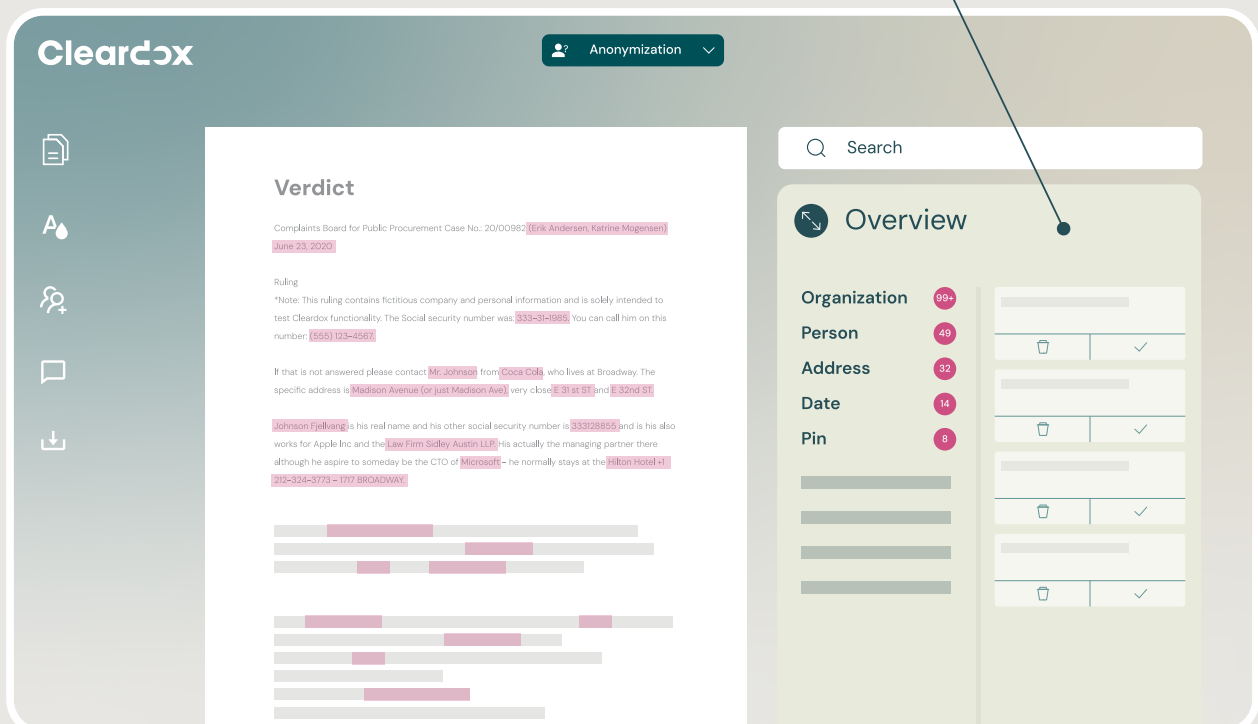 Cleardox
Anonymization
Search
Verdict
Complaints Board for Public Procurement Case No.: 20/00982 (Erik Andersen, Katrine Mogensen)
June 23, 2020
Ruling
*Note: This ruling contains fictitious company and personal information and is solely intended to
test Cleardox functionality. The Social security number was: 333-31-1985. You can call him on this
number: (555) 123-4567.
If that is not answered please contact Mr. Johnson from Coca Cola, who lives at Broadway. The
specific address is Madison Avenue (or just Madison Ave), very close E 31 st ST and E 32nd ST.
Johnson Fjellvang is his real name and his other social security number is 333128855 and is his also
works for Apple Inc and the Law Firm Sidley Austin LLP. His actually the managing partner there
although he aspire to someday be the CTO of Microsoft - he normally stays at the Hilton Hotel +1
212-324-3773 - 1717 BROADWAY.
Overview
Organization 99+
Person 49
Address 32
Date 14
Pin 8